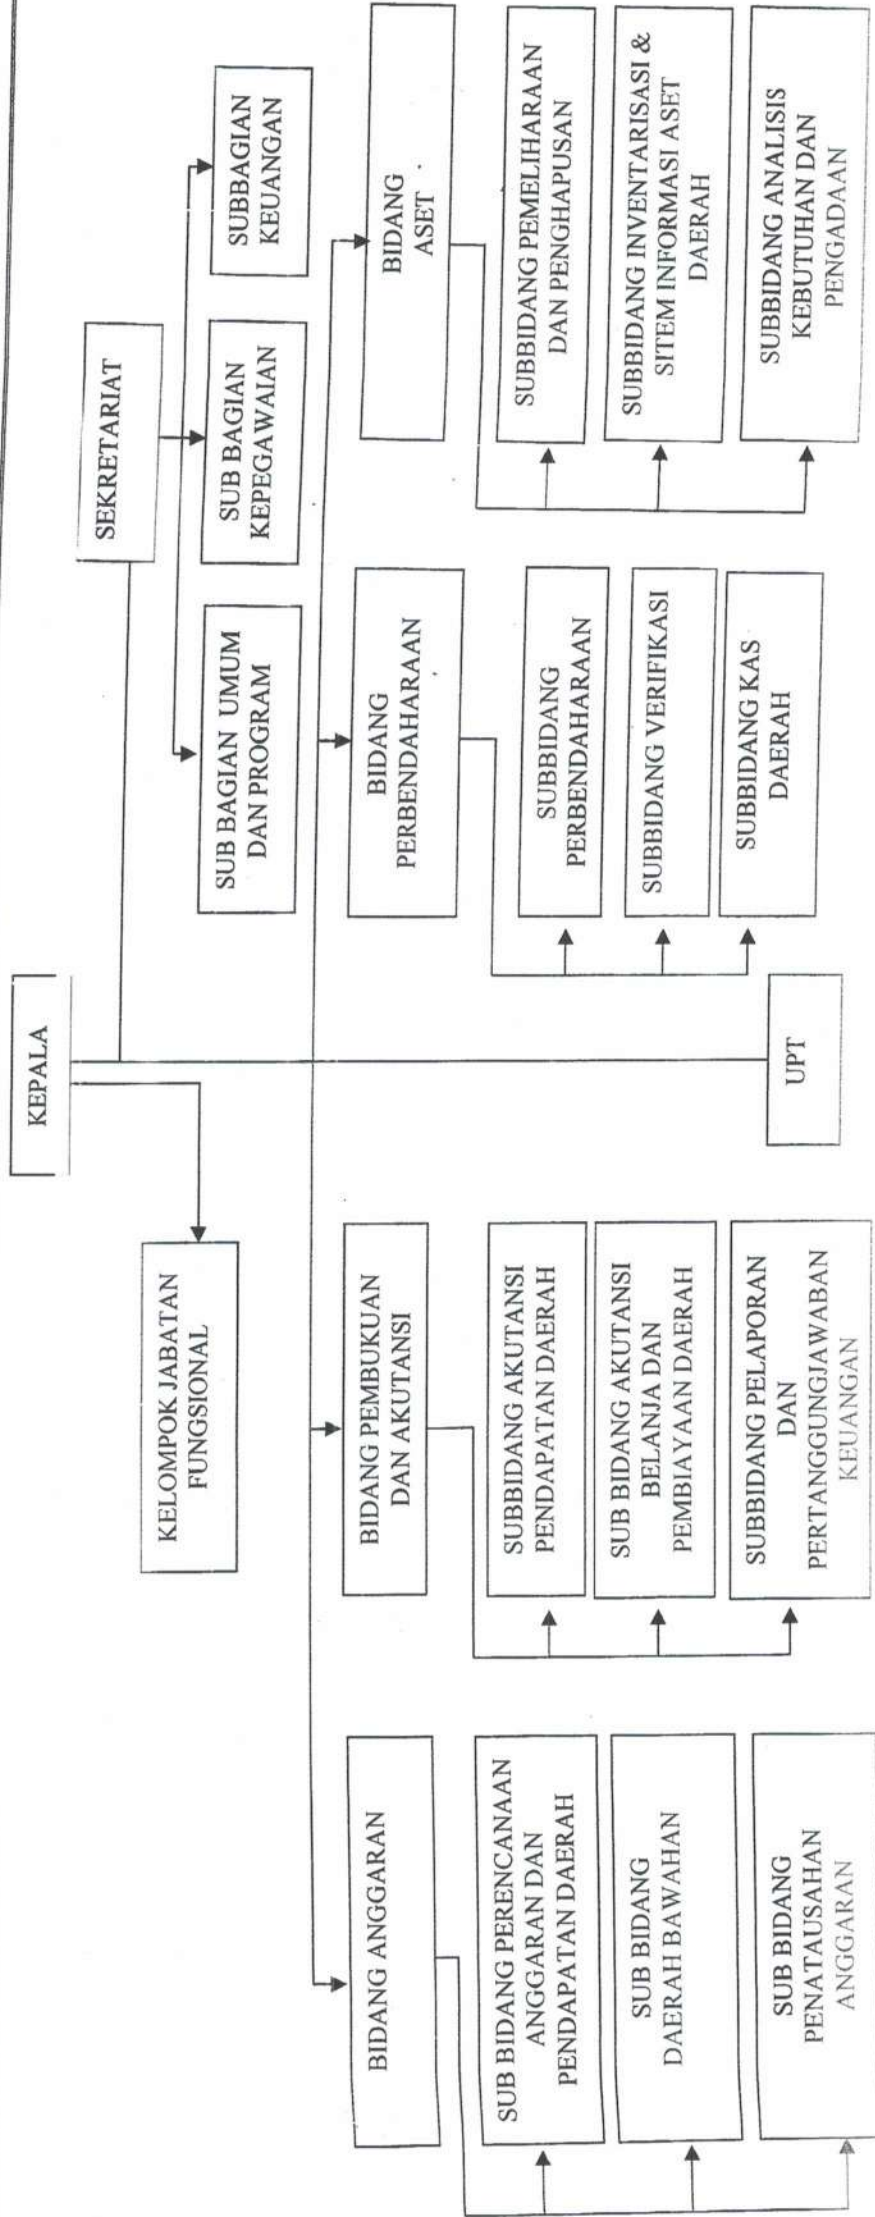 KEPALA
SEKRETARIAT
KELOMPOK JABATAN
FUNGSIONAL
SUB BAGIAN UMUM
DAN PROGRAM
SUB BAGIAN
KEPEGAWAIAN
SUBBAGIAN
KEUANGAN
BIDANG ANGGARAN
SUB BIDANG PERENCANAAN
ANGGARAN DAN
PENDAPATAN DAERAH
SUB BIDANG
DAERAH BAWAHAN
SUB BIDANG
PENATAUSAHAN
ANGGARAN
BIDANG PEMBUKUAN
DAN AKUTANSI
SUBBIDANG AKUTANSI
PENDAPATAN DAERAH
SUB BIDANG AKUTANSI
BELANJA DAN
PEMBIAYAAN DAERAH
SUBBIDANG PELAPORAN
DAN
PERTANGGUNGJAWABAN
KEUANGAN
BIDANG
PERBENDAHARAAN
SUBBIDANG
PERBENDAHARAAN
SUBBIDANG VERIFIKASI
SUBBIDANG KAS
DAERAH
BIDANG
ASET
SUBBIDANG PEMELIHARAAN
DAN PENGHAPUSAN
SUBBIDANG INVENTARISASI &
SITEM INFORMASI ASET
DAERAH
SUBBIDANG ANALISIS
KEBUTUHAN DAN
PENGADAAN
UPT